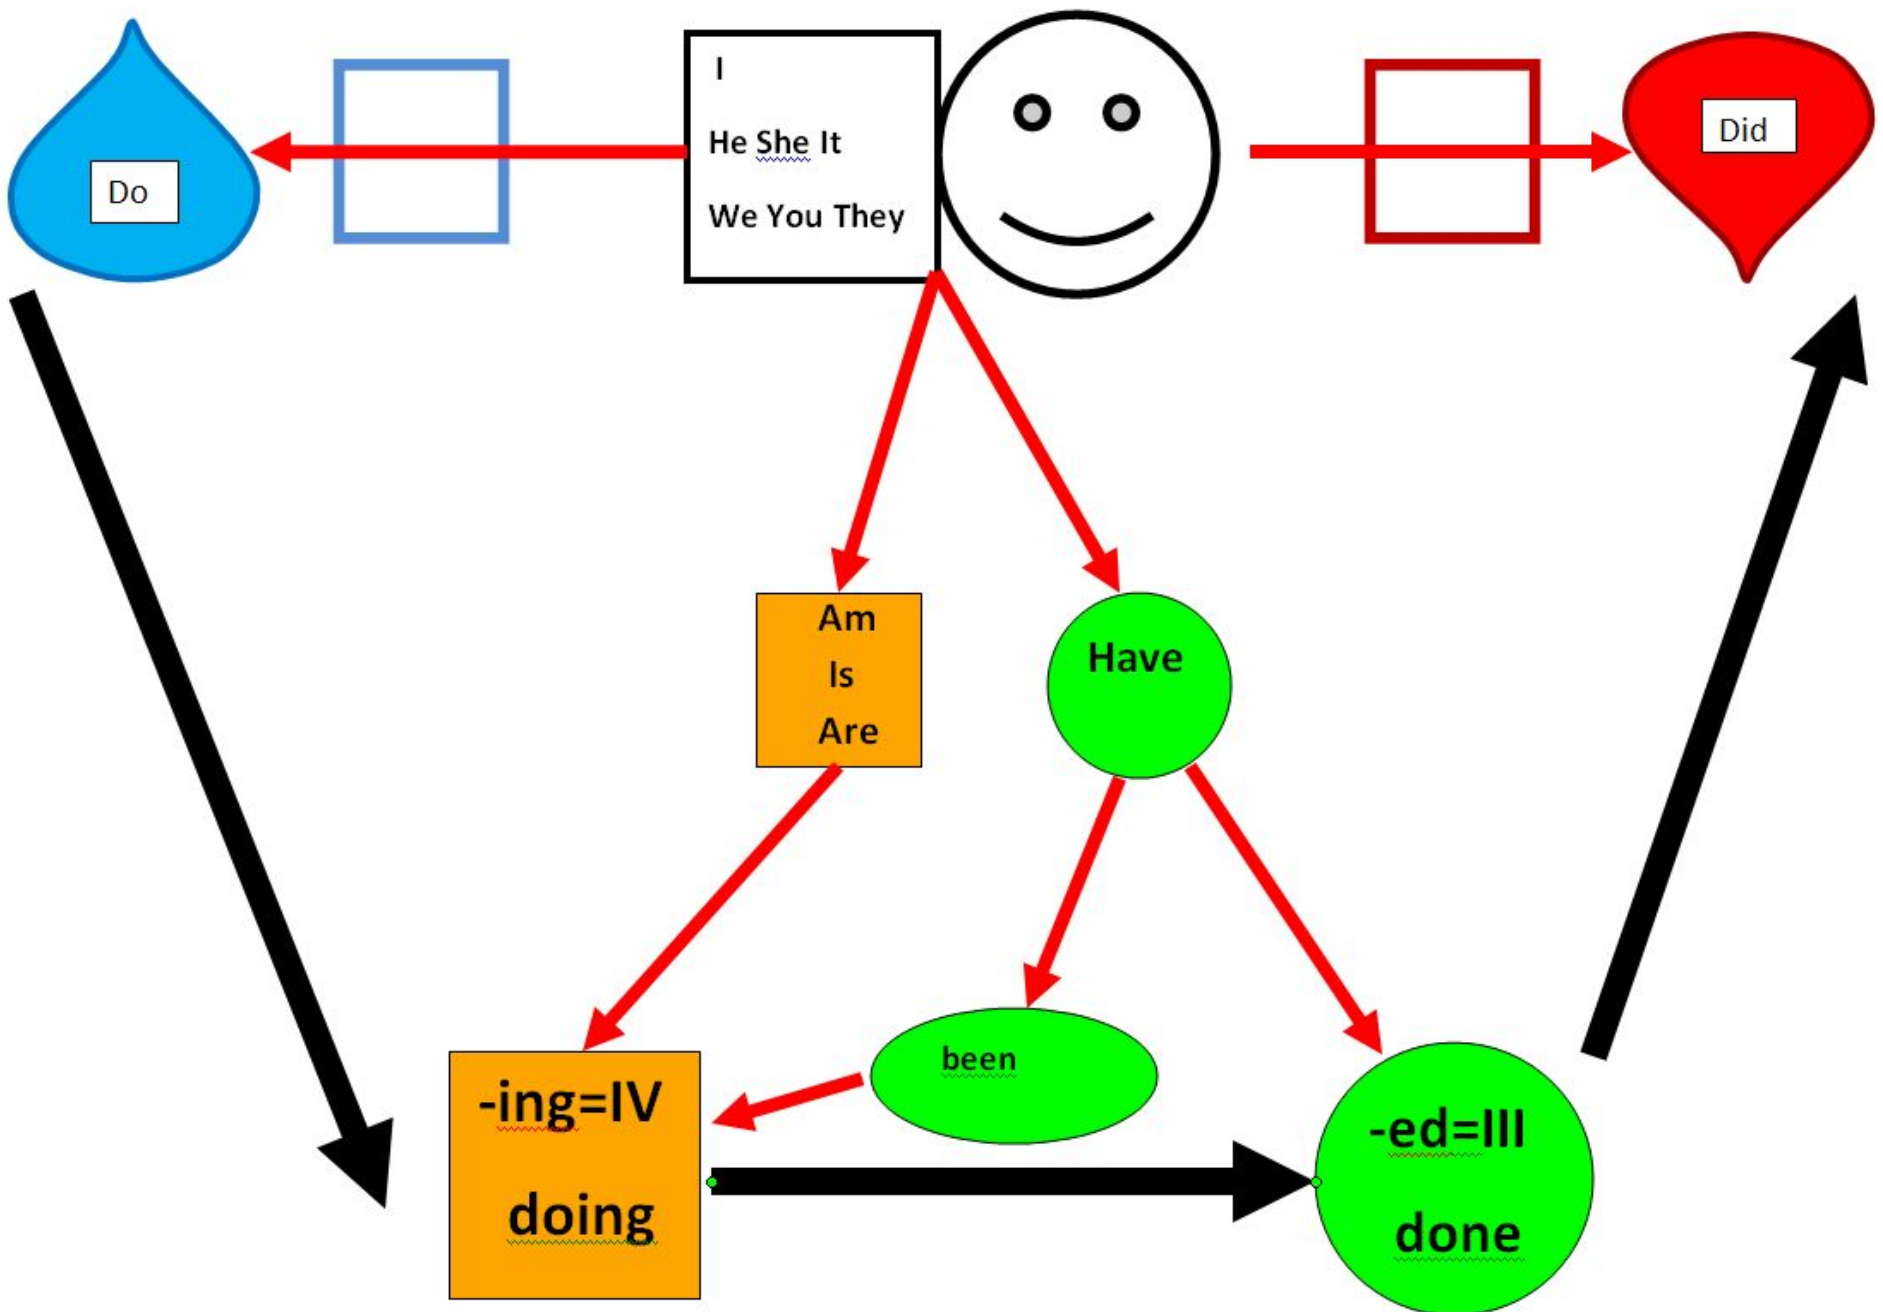 I
He She It
We You They
Do
Did
Am
Is
Are
Have
been
-ing=IV
doing
-ed=III
done